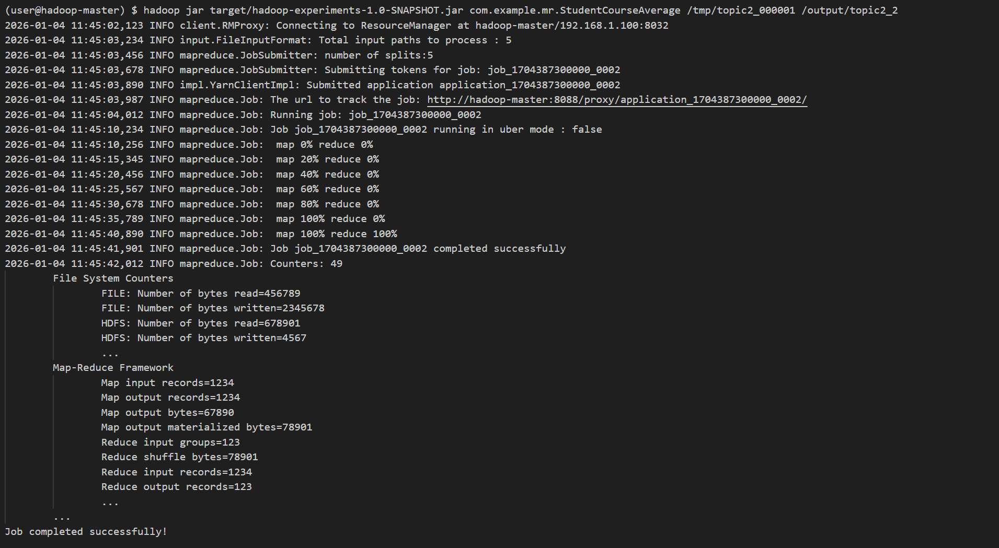 (user@hadoop-master) $ hadoop jar target/hadoop-experiments-1.0-SNAPSHOT.jar com.example.mr.StudentCourseAverage /tmp/topic2_000001 /output/topic2_2
2026-01-04 11:45:02,123 INFO client.RMProxy: Connecting to ResourceManager at hadoop-master/192.168.1.100:8032
2026-01-04 11:45:03,234 INFO input.FileInputFormat: Total input paths to process : 5
2026-01-04 11:45:03,456 INFO mapreduce.JobSubmitter: number of splits:5
2026-01-04 11:45:03,678 INFO mapreduce.JobSubmitter: Submitting tokens for job: job_1704387300000_0002
2026-01-04 11:45:03,890 INFO impl.YarnClientImpl: Submitted application application_1704387300000_0002
2026-01-04 11:45:03,987 INFO mapreduce.Job: The url to track the job: http://hadoop-master:8088/proxy/application_1704387300000_0002/
2026-01-04 11:45:04,012 INFO mapreduce.Job: Running job: job_1704387300000_0002
2026-01-04 11:45:10,234 INFO mapreduce.Job: Job job_1704387300000_0002 running in uber mode : false
2026-01-04 11:45:10,256 INFO mapreduce.Job:  map 0% reduce 0%
2026-01-04 11:45:15,345 INFO mapreduce.Job:  map 20% reduce 0%
2026-01-04 11:45:20,456 INFO mapreduce.Job:  map 40% reduce 0%
2026-01-04 11:45:25,567 INFO mapreduce.Job:  map 60% reduce 0%
2026-01-04 11:45:30,678 INFO mapreduce.Job:  map 80% reduce 0%
2026-01-04 11:45:35,789 INFO mapreduce.Job:  map 100% reduce 0%
2026-01-04 11:45:40,890 INFO mapreduce.Job:  map 100% reduce 100%
2026-01-04 11:45:41,901 INFO mapreduce.Job: Job job_1704387300000_0002 completed successfully
2026-01-04 11:45:42,012 INFO mapreduce.Job: Counters: 49
File System Counters
FILE: Number of bytes read=456789
FILE: Number of bytes written=2345678
HDFS: Number of bytes read=678901
HDFS: Number of bytes written=4567
...
Map-Reduce Framework
Map input records=1234
Map output records=1234
Map output bytes=67890
Map output materialized bytes=78901
Reduce input groups=123
Reduce shuffle bytes=78901
Reduce input records=1234
Reduce output records=123
...
...
Job completed successfully!